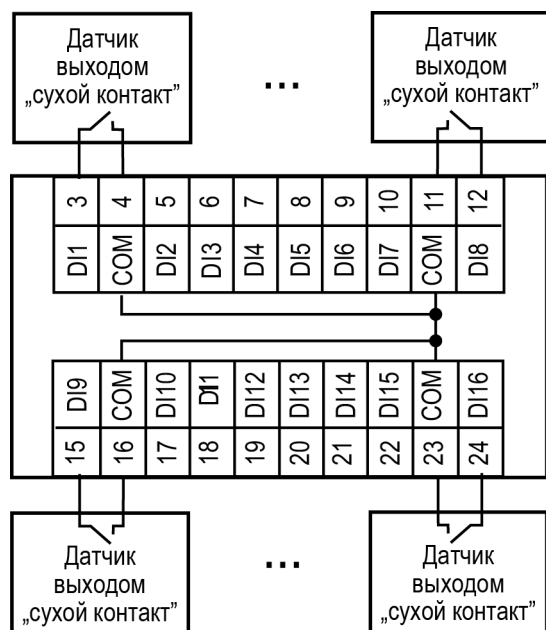 Датчик
выходом
„сухой контакт”
...
Датчик
выходом
„сухой контакт”
3 4 5 6 7 8 9 10 11 12
DI1 COM DI2 DI3 DI4 DI5 DI6 DI7 COM DI8
DI9 COM DI10 DI1 DI12 DI13 DI14 DI15 COM DI16
15 16 17 18 19 20 21 22 23 24
Датчик
выходом
„сухой контакт”
...
Датчик
выходом
„сухой контакт”